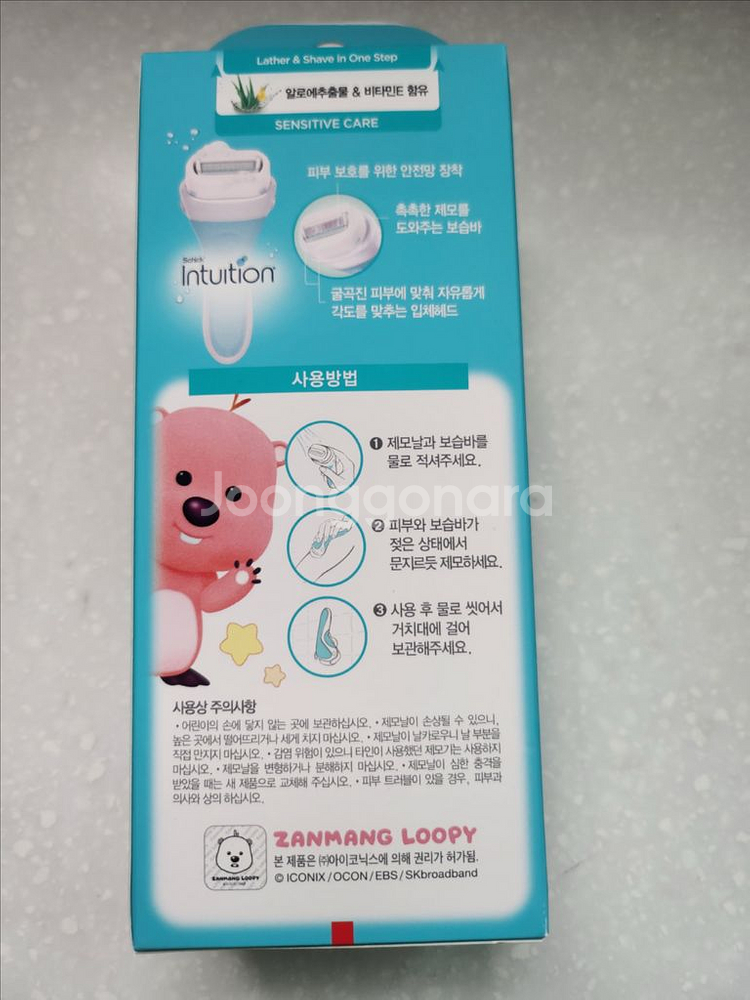 Lather & Shave in One Step
알로에추출물 & 비타민E 함유
SENSITIVE CARE
피부 보호를 위한 안전망 장착
촉촉한 제모를
도와주는 보습바
Schick
Intuition
굴곡진 피부에 맞춰 자유롭게
각도를 맞추는 입체헤드
사용방법
❶ 제모날과 보습바를
물로 적셔주세요.
Joonggonara
❷ 피부와 보습바가
젖은 상태에서
문지르듯 제모하세요.
❸ 사용 후 물로 씻어서
거치대에 걸어
보관해주세요.
사용상 주의사항
• 어린이의 손에 닿지 않는 곳에 보관하십시오. • 제모날이 손상될 수 있으니,
높은 곳에서 떨어뜨리거나 세게 치지 마십시오. • 제모날이 날카로우니 날 부분을
직접 만지지 마십시오. • 감염 위험이 있으니 타인이 사용했던 제모기는 사용하지
마십시오. • 제모날을 변형하거나 분해하지 마십시오. • 제모날이 심한 충격을
받았을 때는 새 제품으로 교체해 주십시오. • 피부 트러블이 있을 경우, 피부과
의사와 상의 하십시오.
ZANMANG LOOPY
ZANMANG LOOPY
본 제품은 ㈜아이코닉스에 의해 권리가 허가됨.
© ICONIX / OCON / EBS / SKbroadband